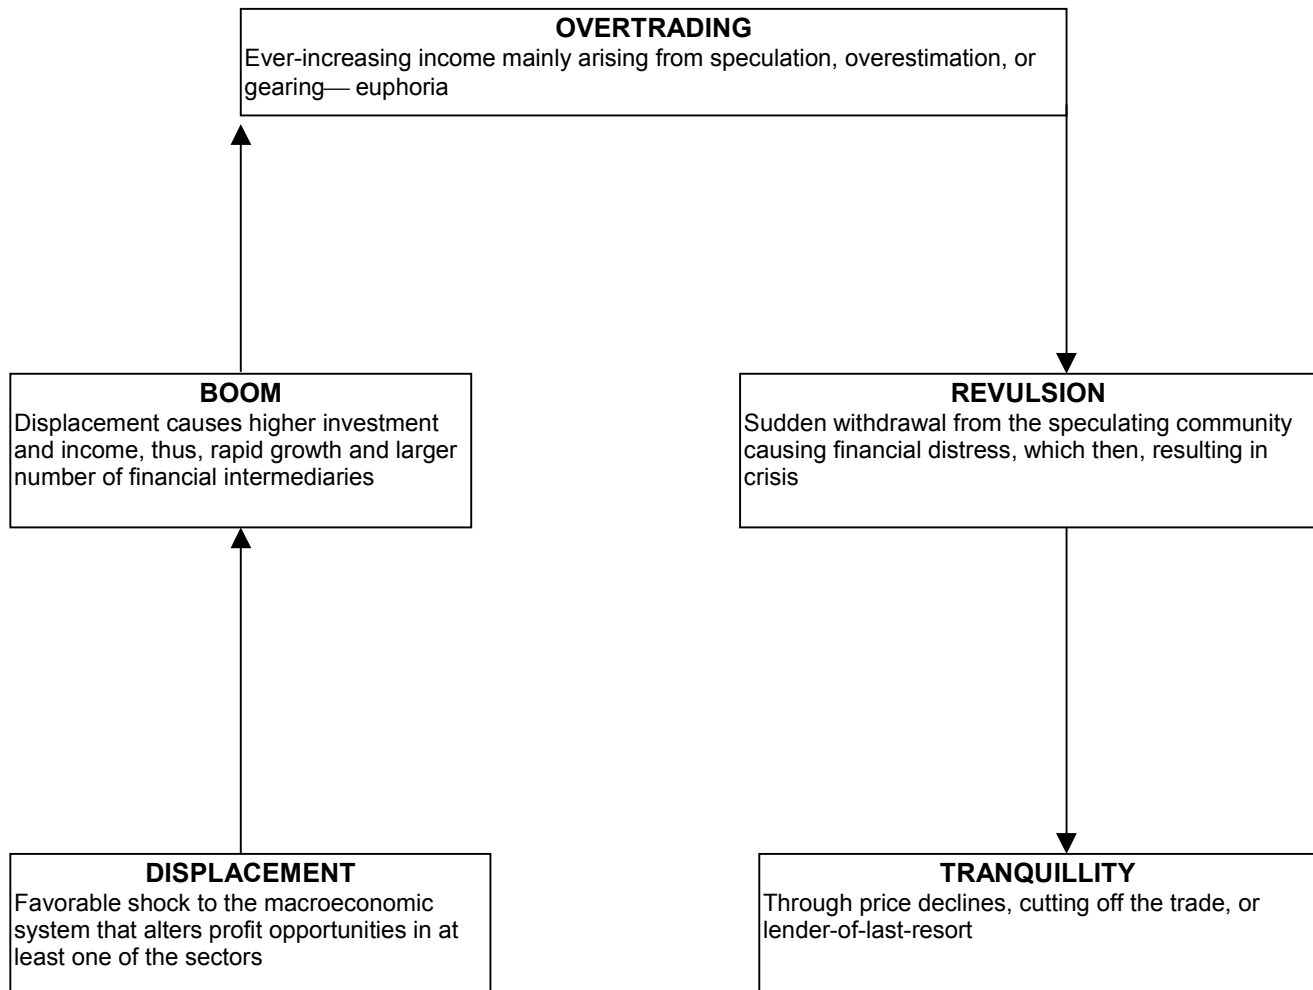 OVERTRADING
Ever-increasing income mainly arising from speculation, overestimation, or
gearing— euphoria
BOOM
Displacement causes higher investment
and income, thus, rapid growth and larger
number of financial intermediaries
REVULSION
Sudden withdrawal from the speculating community
causing financial distress, which then, resulting in
crisis
DISPLACEMENT
Favorable shock to the macroeconomic
system that alters profit opportunities in at
least one of the sectors
TRANQUILLITY
Through price declines, cutting off the trade, or
lender-of-last-resort